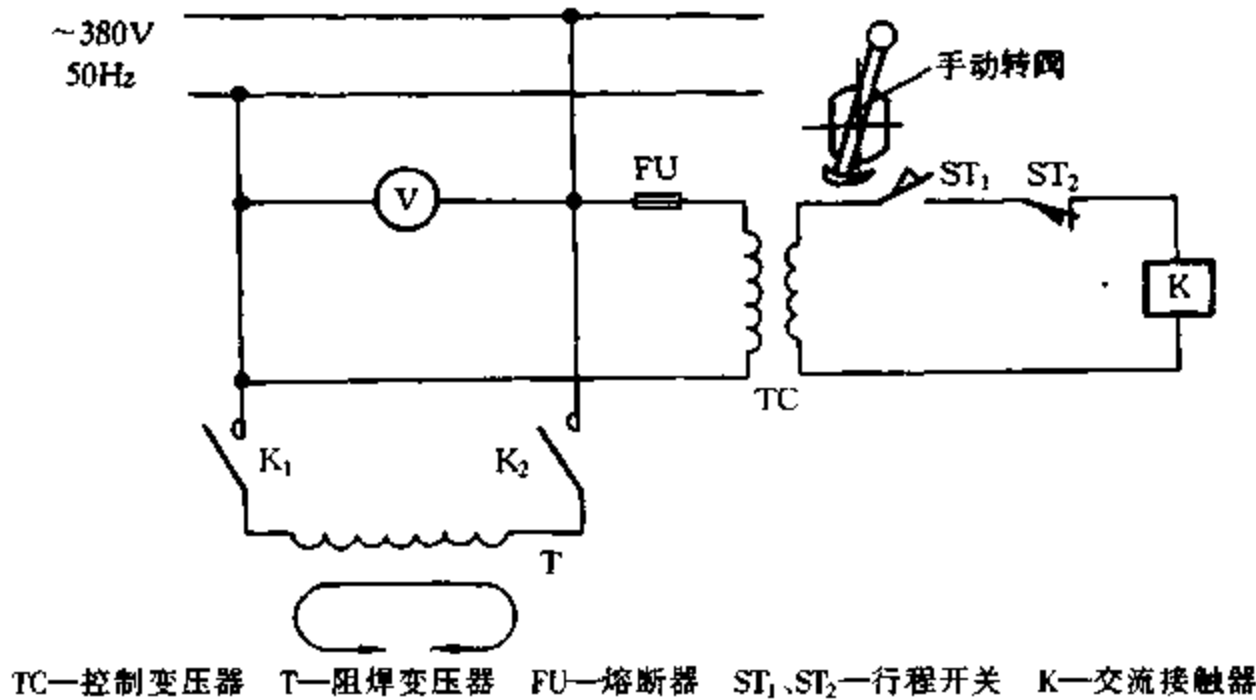 ~380V
50Hz
手动转阀
V
FU
ST₁
ST₂
K
TC
K₁
K₂
T
TC—控制变压器 T—阻焊变压器 FU—熔断器 ST₁、ST₂—行程开关 K—交流接触器